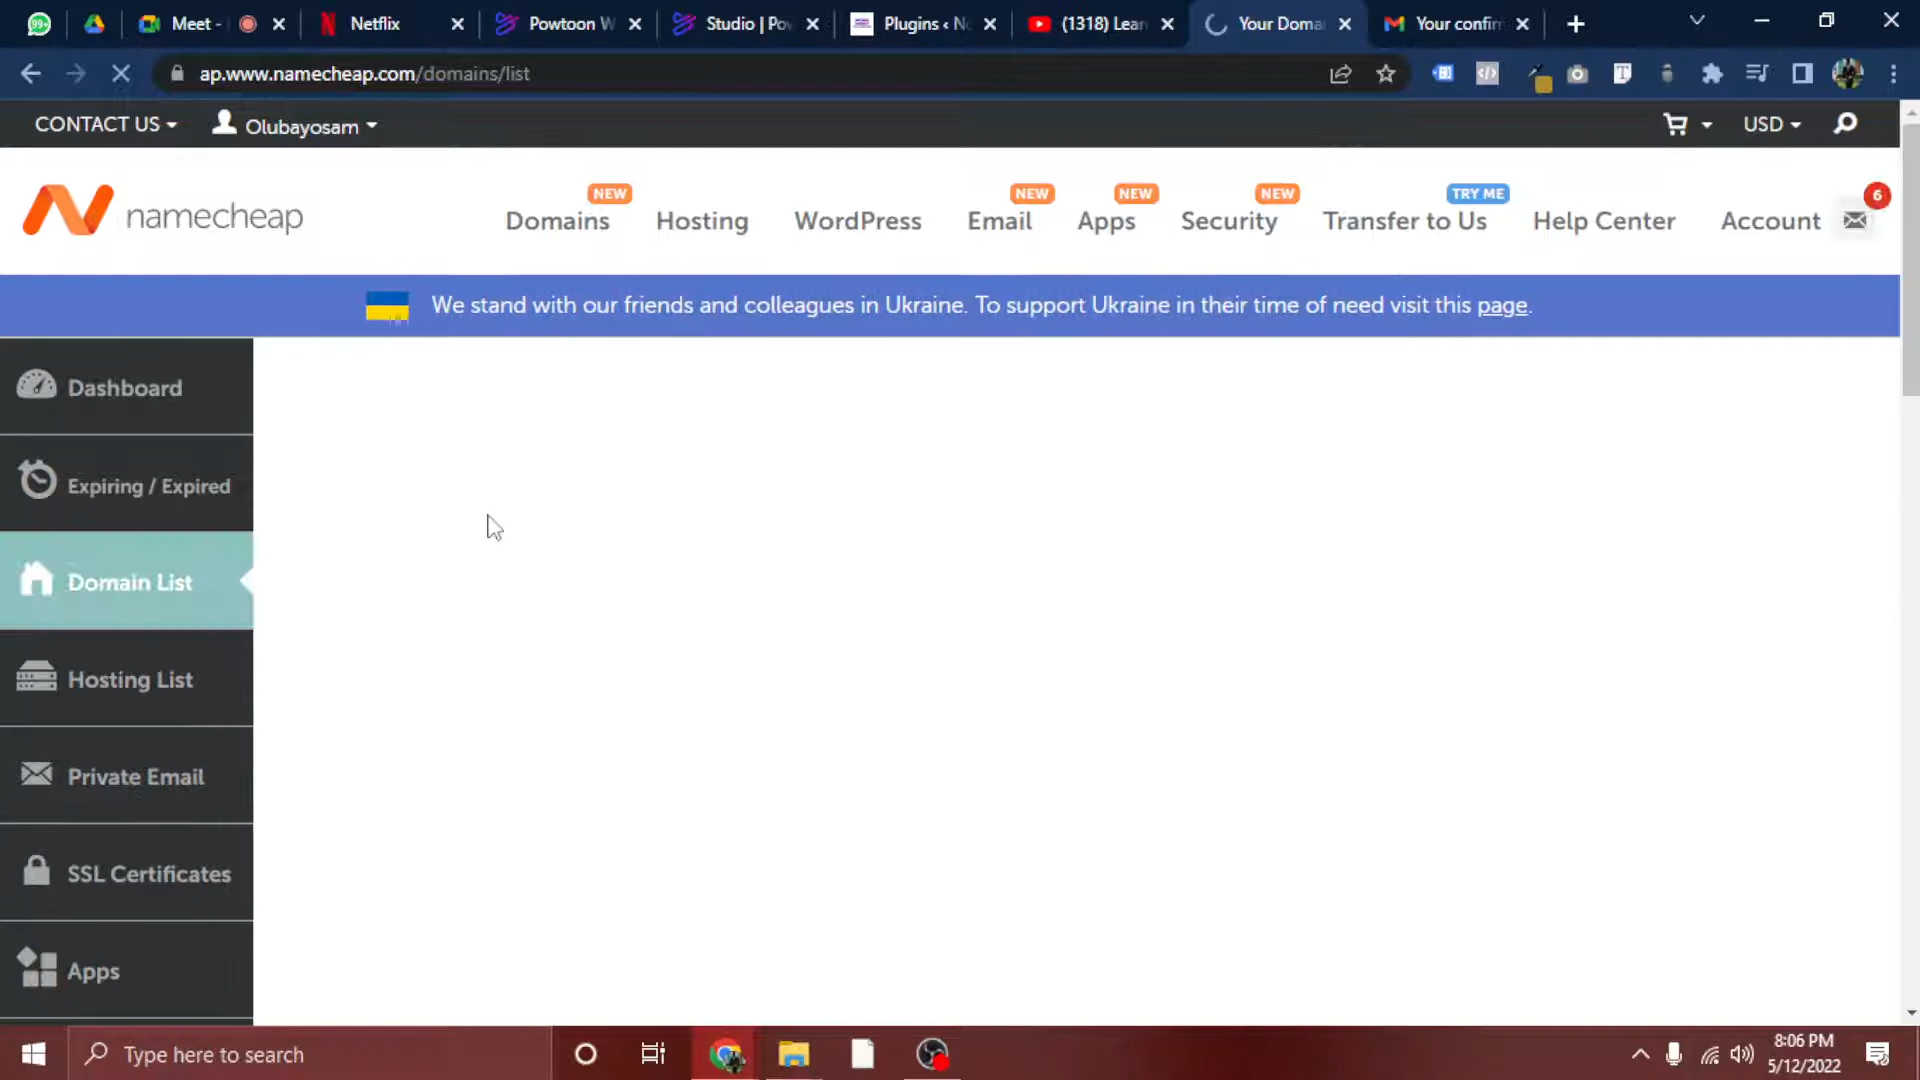 99+
Meet -
Netflix
Powtoon W
Studio | Po
Plugins ‹ N
(1318) Lear
Your Doma
Your confir
ap.www.namecheap.com/domains/list
CONTACT US
Olubayosam
USD
namecheap
NEW
NEW
NEW
NEW
TRY ME
6
Domains
Hosting
WordPress
Email
Apps
Security
Transfer to Us
Help Center
Account
We stand with our friends and colleagues in Ukraine. To support Ukraine in their time of need visit this page.
Dashboard
Expiring / Expired
Domain List
Hosting List
Private Email
SSL Certificates
Apps
Type here to search
8:06 PM
5/12/2022